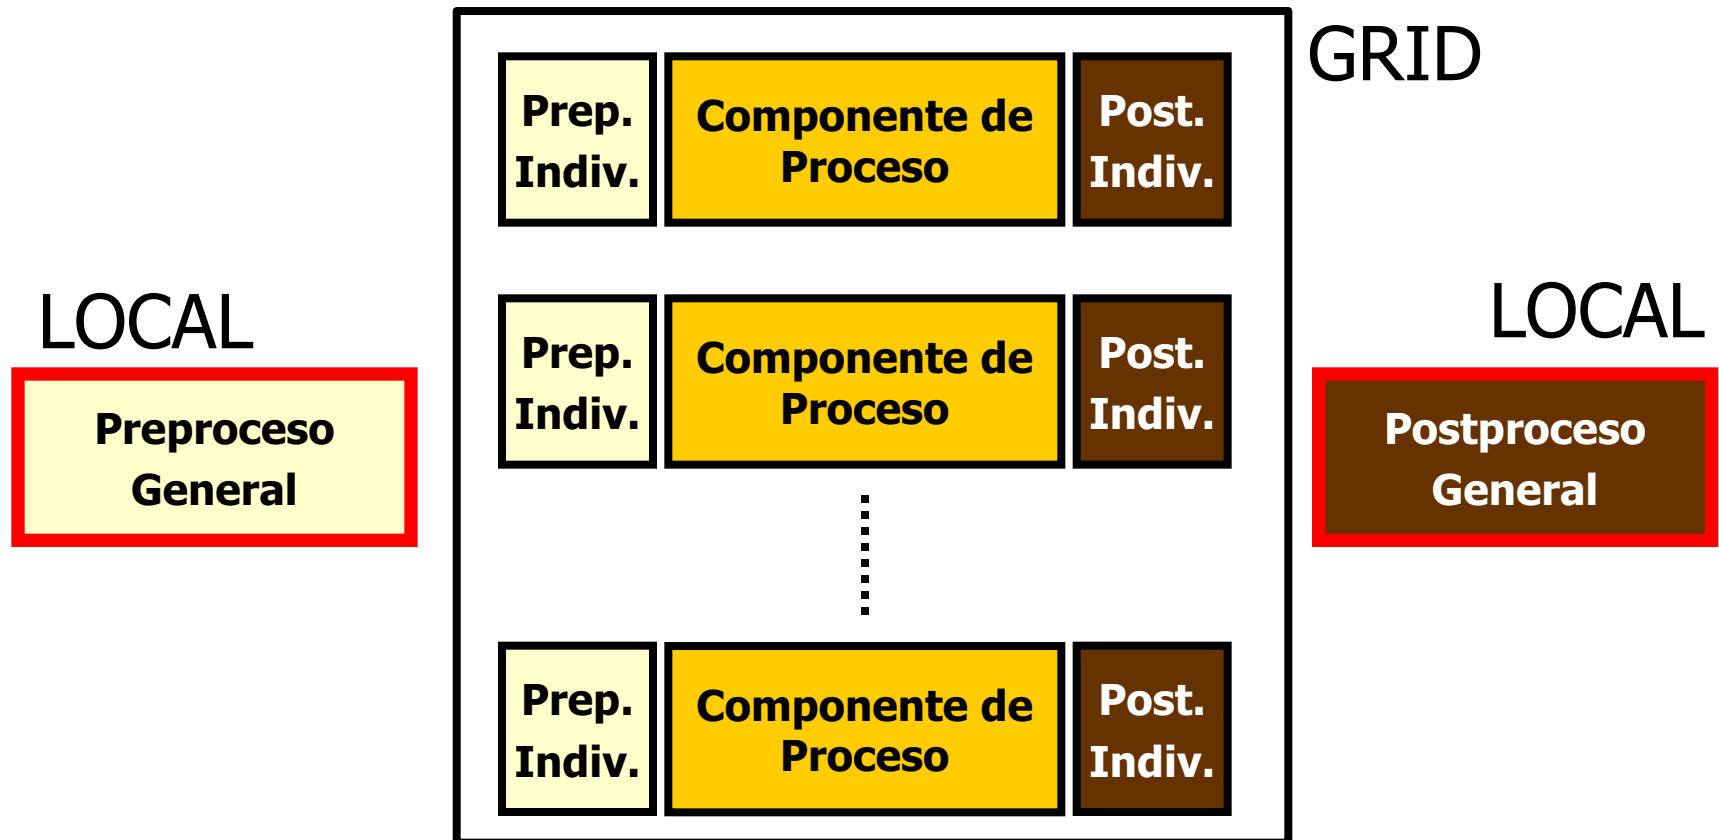 GRID
Prep.
Indiv.
Componente de
Proceso
Post.
Indiv.
LOCAL
Preproceso
General
Prep.
Indiv.
Componente de
Proceso
Post.
Indiv.
LOCAL
Postproceso
General
Prep.
Indiv.
Componente de
Proceso
Post.
Indiv.